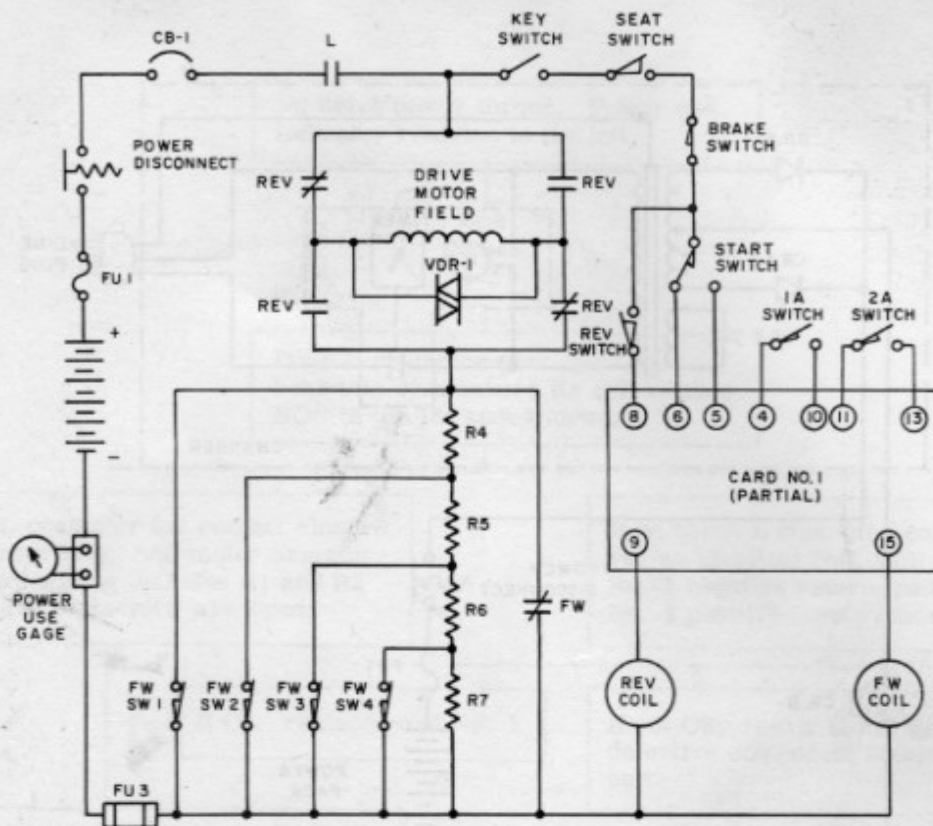 CB-1
L
KEY
SWITCH
SEAT
SWITCH
POWER
DISCONNECT
BRAKE
SWITCH
REV
DRIVE
MOTOR
FIELD
REV
FU 1
VDR-1
START
SWITCH
+
REV
REV
REV
SWITCH
1A
SWITCH
2A
SWITCH
8
6
5
4
10
11
13
–
R4
CARD NO. 1
(PARTIAL)
R5
9
15
POWER
USE
GAGE
R6
FW
FW
SW 1
FW
SW 2
FW
SW 3
FW
SW 4
R7
REV
COIL
FW
COIL
FU 3